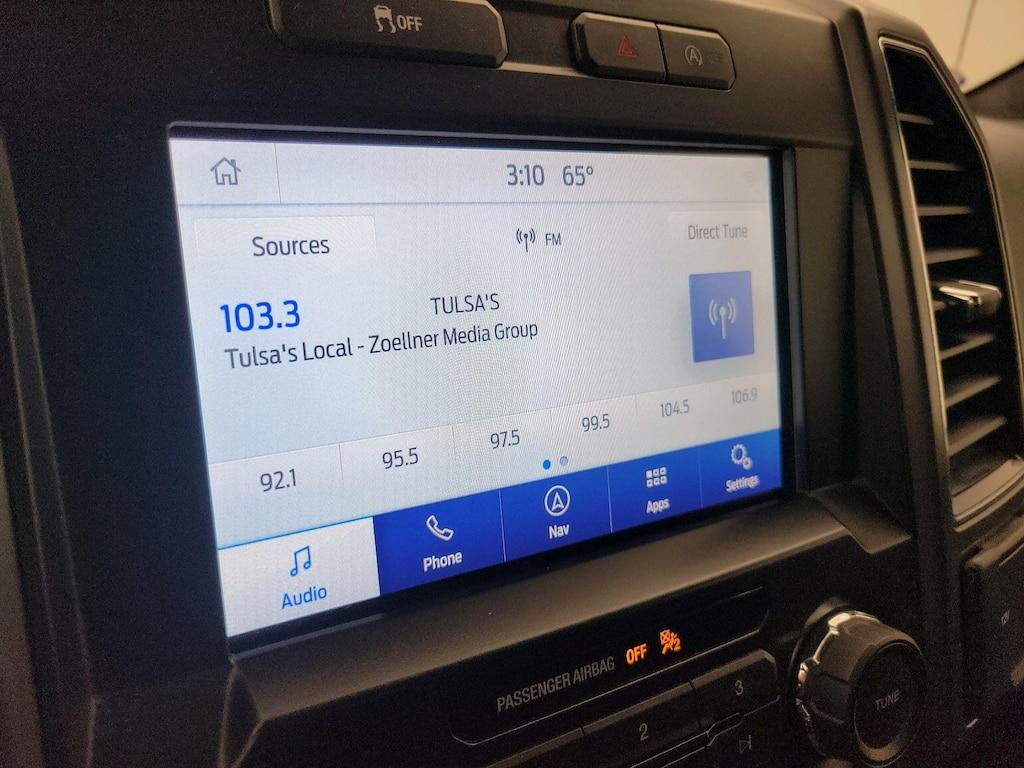 OFF
3:10 65°
Sources FM Direct Tune
103.3 TULSA'S
Tulsa's Local - Zoellner Media Group
92.1 95.5 97.5 99.5 104.5 106.9
Audio Phone Nav Apps Settings
PASSENGER AIRBAG OFF 2
2 3
TUNE